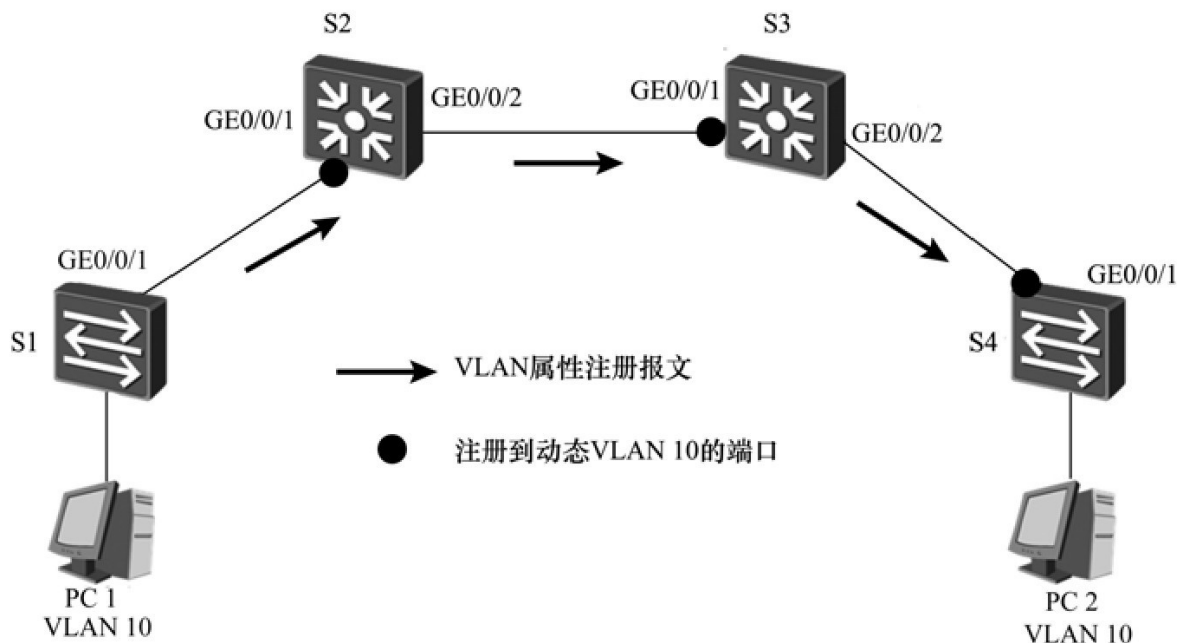 S2
S3
GE0/0/1
GE0/0/2
GE0/0/1
GE0/0/2
GE0/0/1
GE0/0/1
S1
S4
VLAN属性注册报文
注册到动态VLAN 10的端口
PC 1
VLAN 10
PC 2
VLAN 10